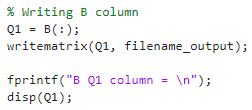 % Writing B column
Q1 = B(:);
writematrix(Q1, filename_output);
fprintf("B Q1 column = \n");
disp(Q1);